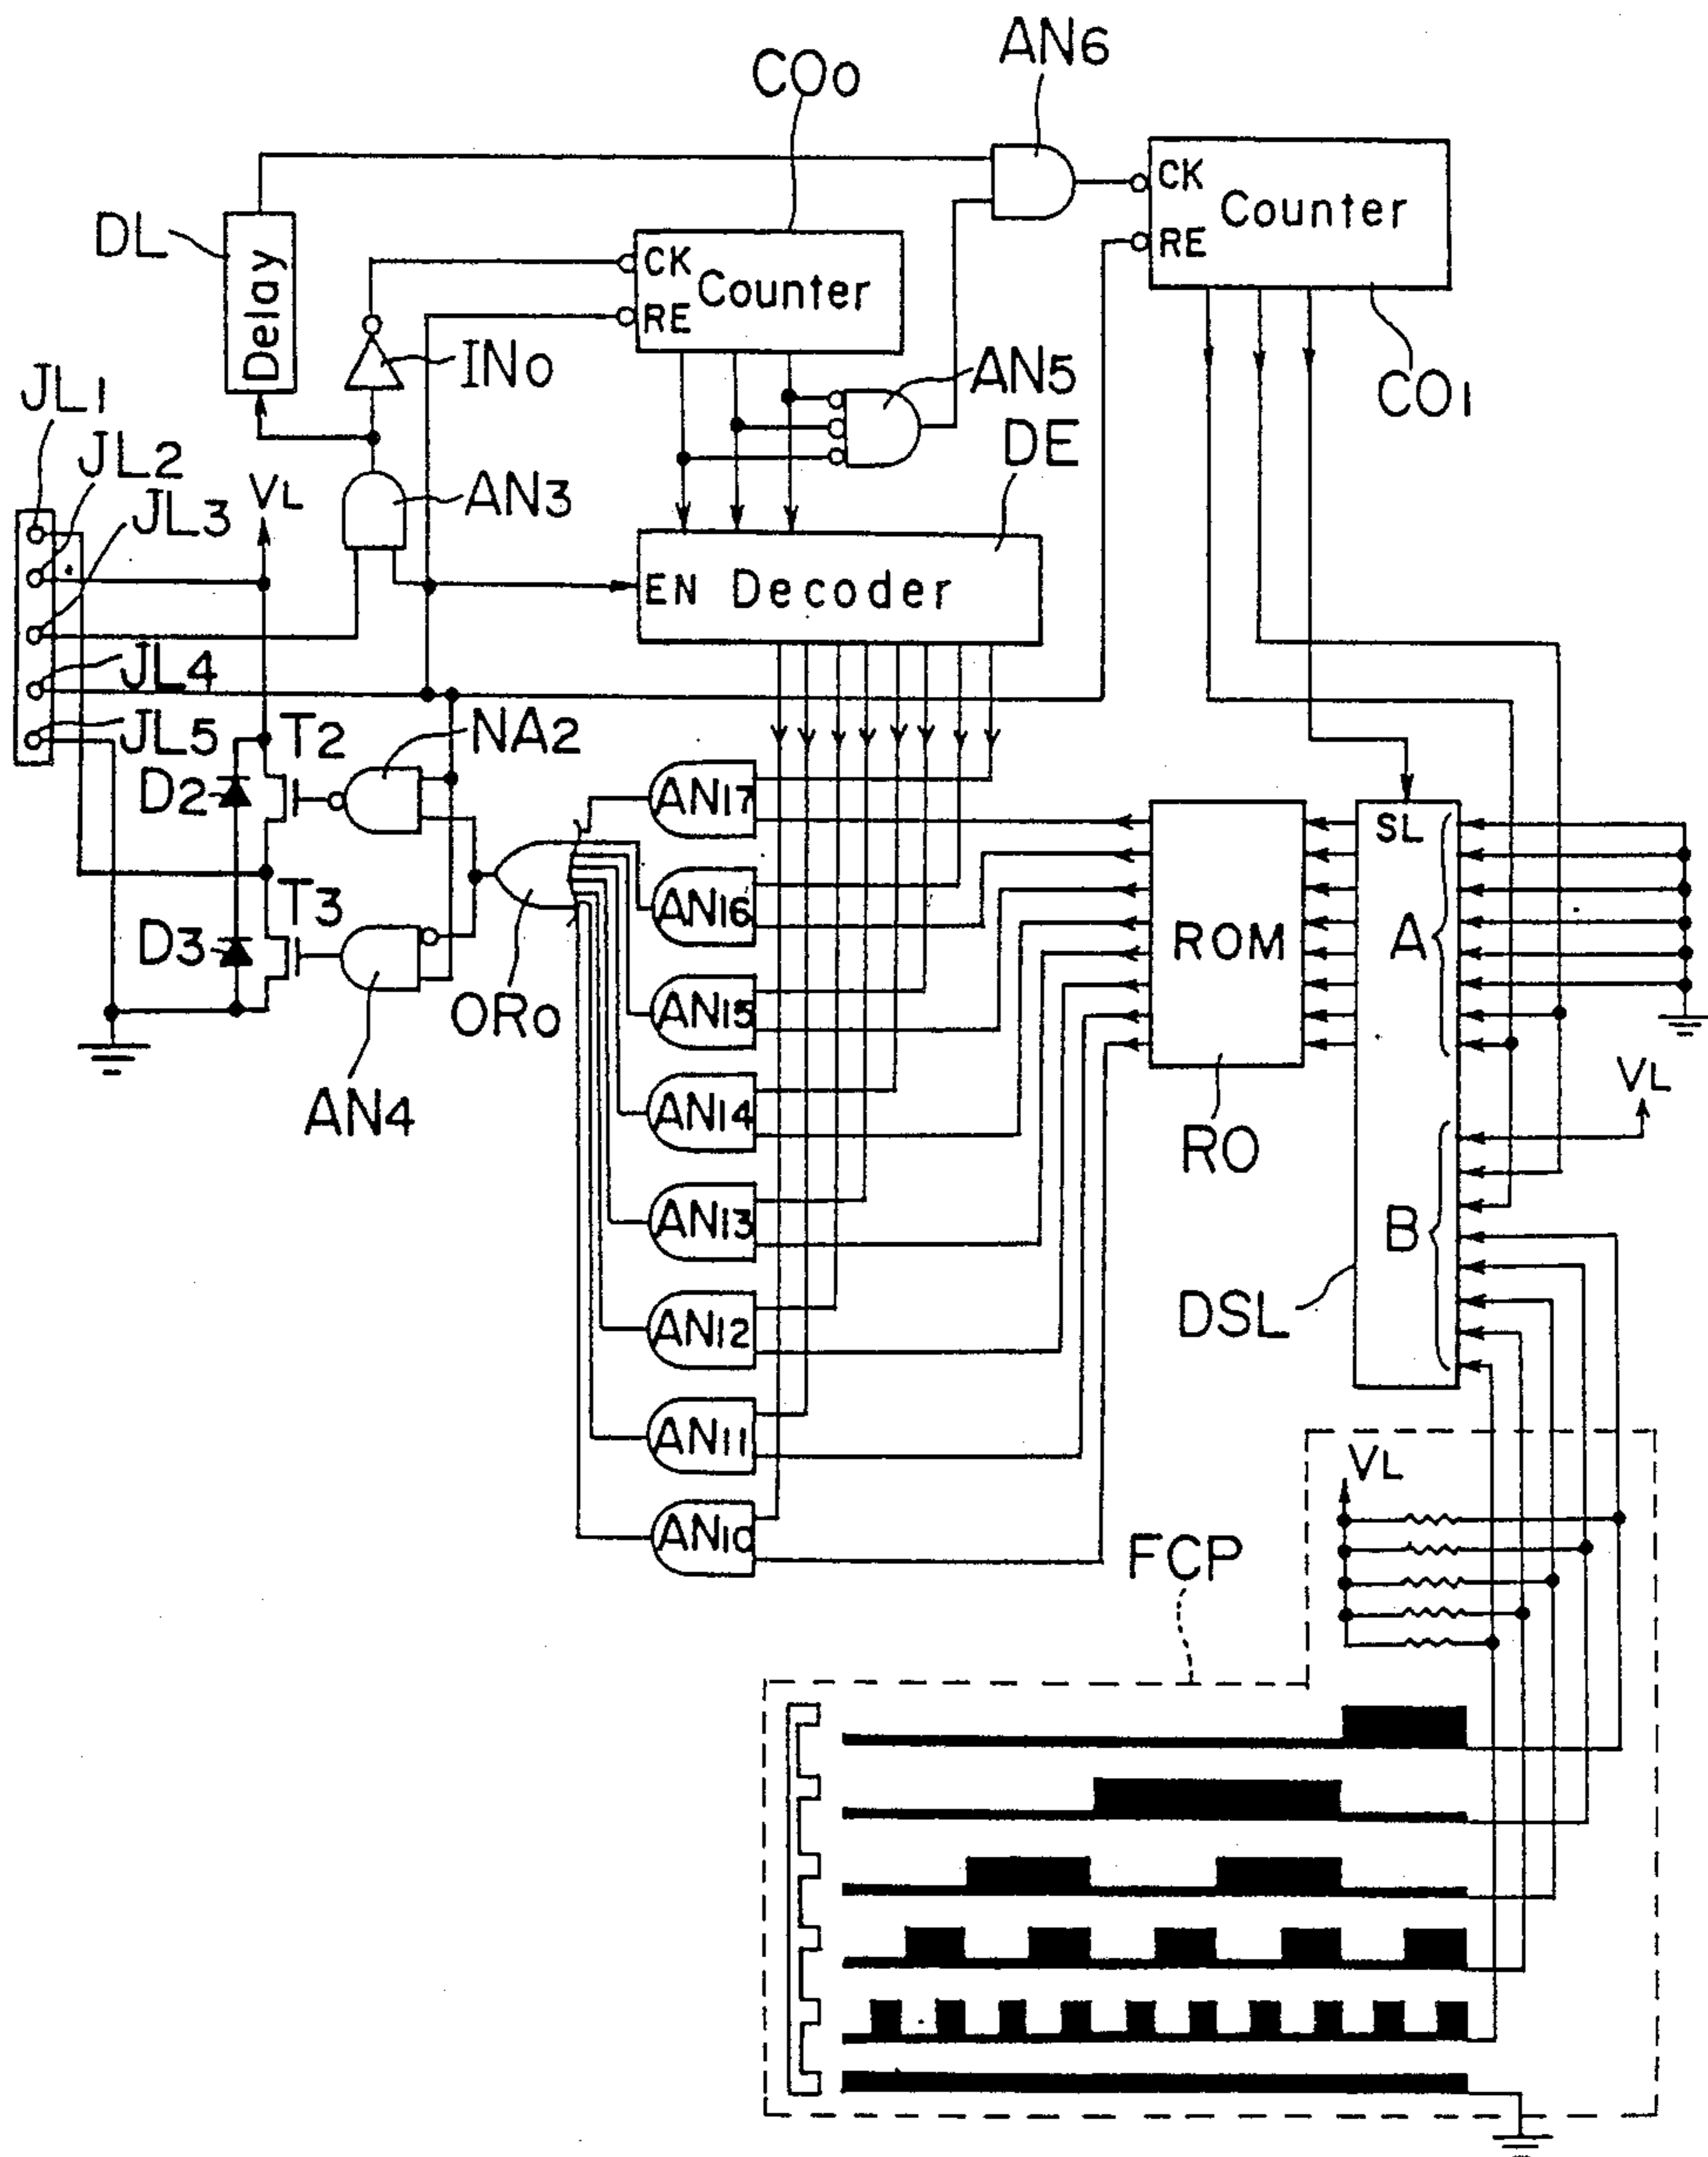 AN6
COo
CK
RE
Counter
DL
Delay
CK
RE
Counter
INo
AN5
CO1
JL1
JL2
JL3
VL
AN3
DE
EN Decoder
JL4
JL5
T2
NA2
D2
AN17
SL
T3
AN16
ROM
A
D3
ORo
AN15
VL
AN4
AN14
RO
AN13
B
DSL
AN12
AN11
VL
AN10
FCP